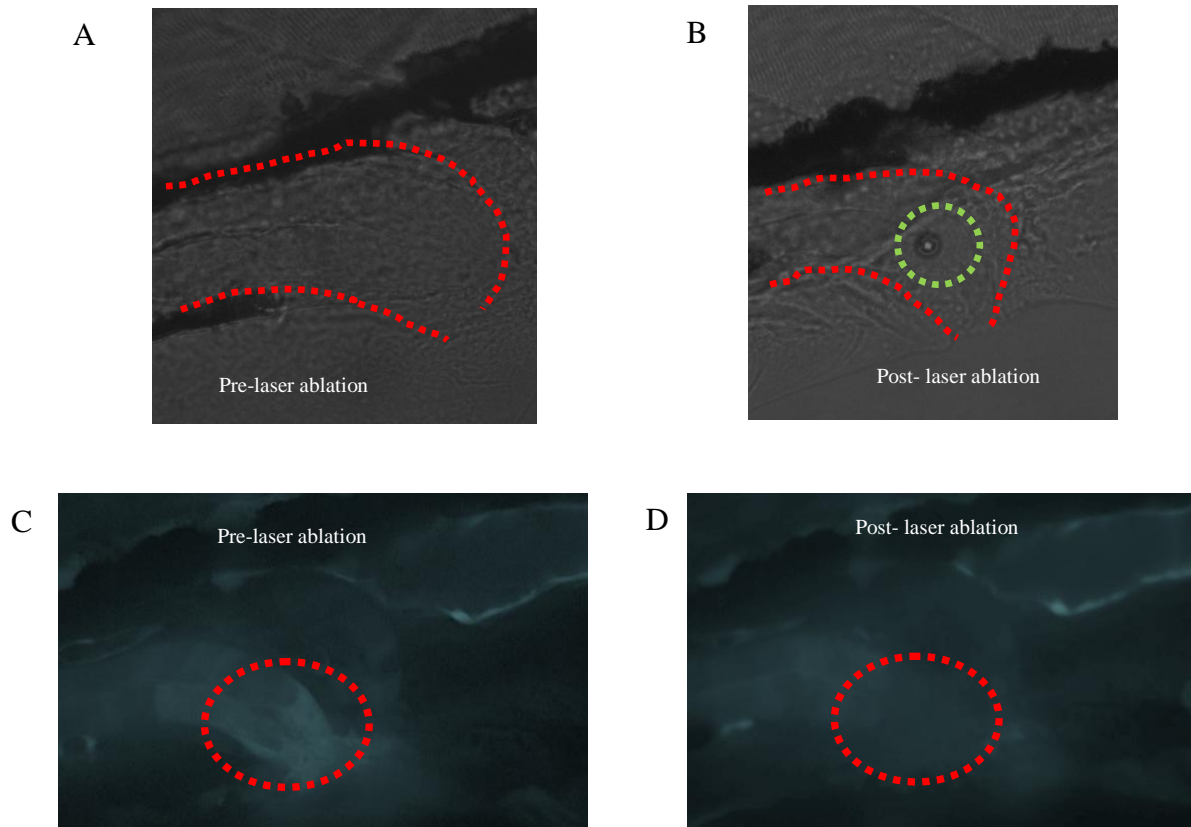 A
B
Pre-laser ablation
Post- laser ablation
C
D
Pre-laser ablation
Post- laser ablation